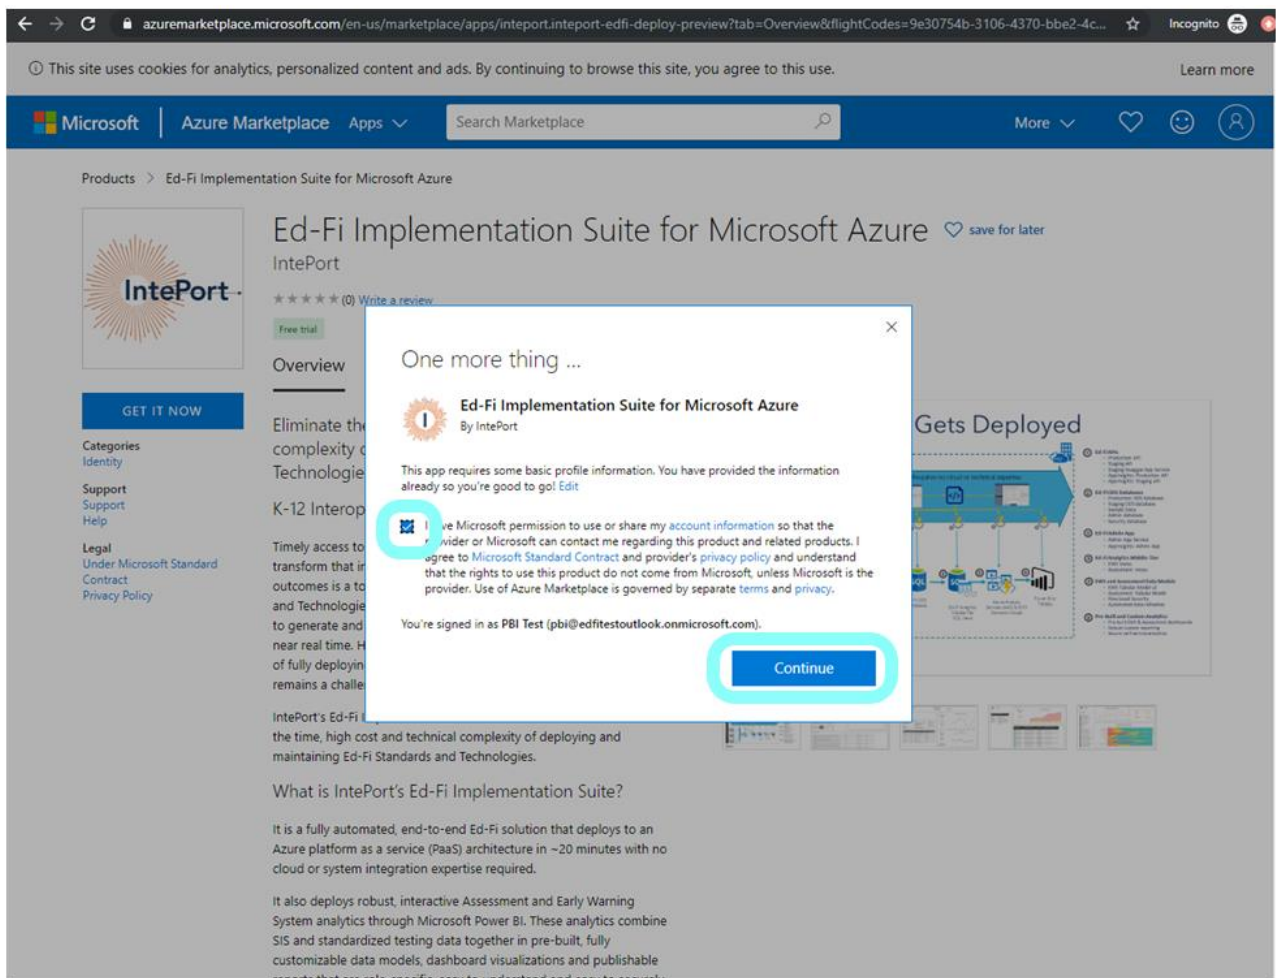 azuremarketplace.microsoft.com/en-us/marketplace/apps/inteport.inteport-edfi-deploy-preview?tab=Overview&flightCodes=9e30754b-3106-4370-bbe2-4c...
Incognito
This site uses cookies for analytics, personalized content and ads. By continuing to browse this site, you agree to this use.
Learn more
Microsoft
Azure Marketplace
Apps
Search Marketplace
More
Products > Ed-Fi Implementation Suite for Microsoft Azure
IntePort
Ed-Fi Implementation Suite for Microsoft Azure
save for later
IntePort
(0) Write a review
Free trial
Overview
GET IT NOW
Categories
Identity
Support
Support
Help
Legal
Under Microsoft Standard
Contract
Privacy Policy
Eliminate the
complexity
Technologie
K-12 Interop
Timely access to
transform that in
outcomes is a to
and Technologie
to generate and
near real time. H
of fully deployin
remains a challe
IntePort's Ed-Fi
the time, high cost and technical complexity of deploying and
maintaining Ed-Fi Standards and Technologies.
What is IntePort's Ed-Fi Implementation Suite?
It is a fully automated, end-to-end Ed-Fi solution that deploys to an
Azure platform as a service (PaaS) architecture in ~20 minutes with no
cloud or system integration expertise required.
It also deploys robust, interactive Assessment and Early Warning
System analytics through Microsoft Power BI. These analytics combine
SIS and standardized testing data together in pre-built, fully
customizable data models, dashboard visualizations and publishable
One more thing ...
Ed-Fi Implementation Suite for Microsoft Azure
By IntePort
This app requires some basic profile information. You have provided the information
already so you're good to go! Edit
I ve Microsoft permission to use or share my account information so that the
vider or Microsoft can contact me regarding this product and related products. I
agree to Microsoft Standard Contract and provider's privacy policy and understand
that the rights to use this product do not come from Microsoft, unless Microsoft is the
provider. Use of Azure Marketplace is governed by separate terms and privacy.
You're signed in as PBI Test (pbi@edfitestoutlook.onmicrosoft.com).
Continue
Gets Deployed